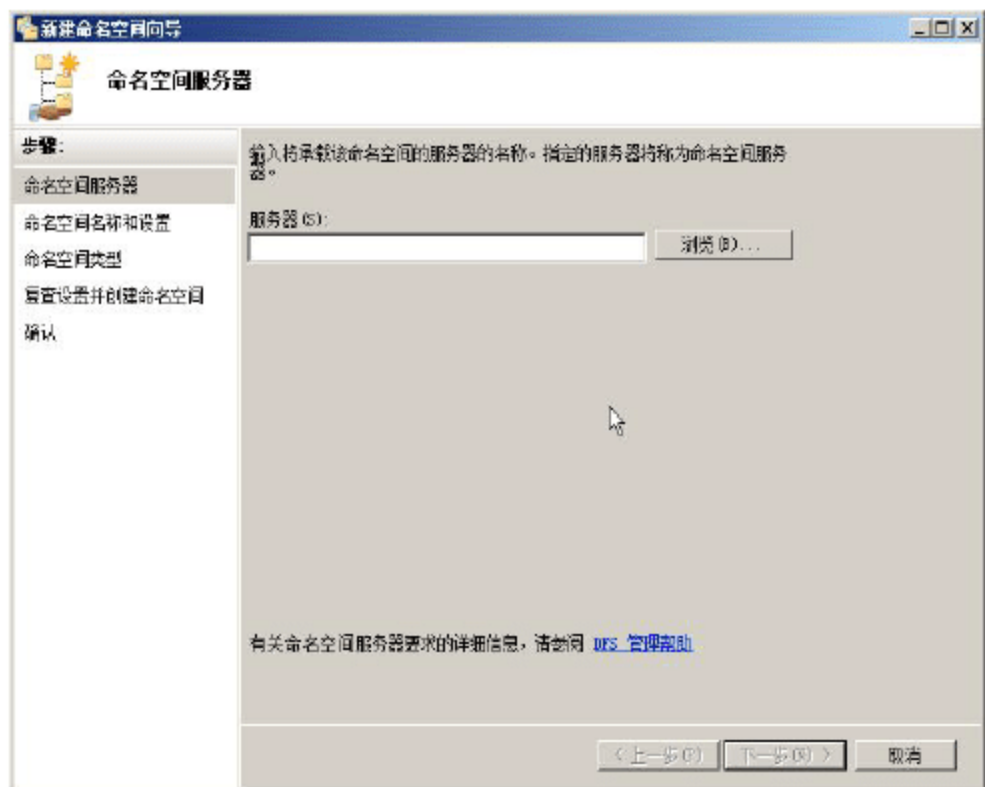 新建命名空间向导
命名空间服务器
步骤:
命名空间服务器
命名空间名称和设置
命名空间类型
复查设置并创建命名空间
确认
输入将承载该命名空间的服务器的名称。指定的服务器将称为命名空间服务
器。
服务器(S):
浏览(B)...
有关命名空间服务器要求的详细信息，请参阅 DFS 管理帮助
< 上一步(P)
下一步(N) >
取消